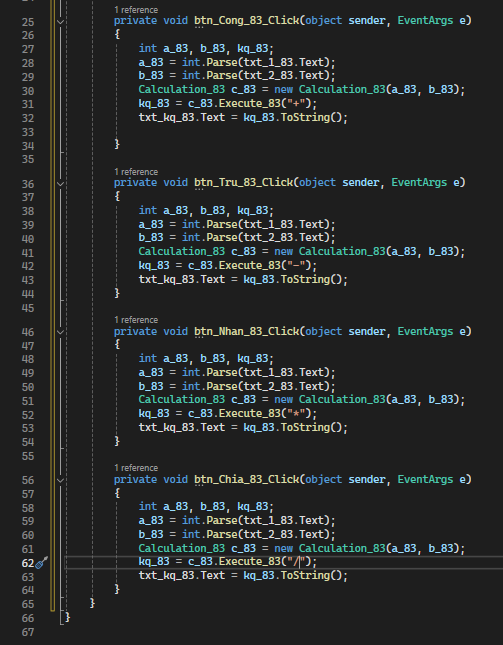 1 reference
25 private void btn_Cong_83_Click(object sender, EventArgs e)
26 {
27 int a_83, b_83, kq_83;
28 a_83 = int.Parse(txt_1_83.Text);
29 b_83 = int.Parse(txt_2_83.Text);
30 Calculation_83 c_83 = new Calculation_83(a_83, b_83);
31 kq_83 = c_83.Execute_83("+");
32 txt_kq_83.Text = kq_83.ToString();
33
34 }
35
1 reference
36 private void btn_Tru_83_Click(object sender, EventArgs e)
37 {
38 int a_83, b_83, kq_83;
39 a_83 = int.Parse(txt_1_83.Text);
40 b_83 = int.Parse(txt_2_83.Text);
41 Calculation_83 c_83 = new Calculation_83(a_83, b_83);
42 kq_83 = c_83.Execute_83("-");
43 txt_kq_83.Text = kq_83.ToString();
44 }
45
1 reference
46 private void btn_Nhan_83_Click(object sender, EventArgs e)
47 {
48 int a_83, b_83, kq_83;
49 a_83 = int.Parse(txt_1_83.Text);
50 b_83 = int.Parse(txt_2_83.Text);
51 Calculation_83 c_83 = new Calculation_83(a_83, b_83);
52 kq_83 = c_83.Execute_83("*");
53 txt_kq_83.Text = kq_83.ToString();
54 }
55
1 reference
56 private void btn_Chia_83_Click(object sender, EventArgs e)
57 {
58 int a_83, b_83, kq_83;
59 a_83 = int.Parse(txt_1_83.Text);
60 b_83 = int.Parse(txt_2_83.Text);
61 Calculation_83 c_83 = new Calculation_83(a_83, b_83);
62 kq_83 = c_83.Execute_83("/");
63 txt_kq_83.Text = kq_83.ToString();
64 }
65 }
66 }
67